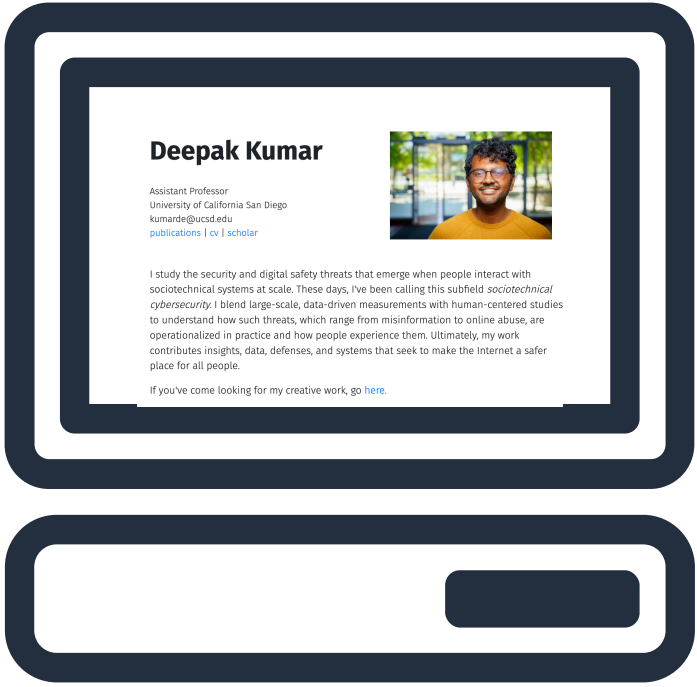 Deepak Kumar
Assistant Professor
University of California San Diego
kumarde@ucsd.edu
publications | cv | scholar
I study the security and digital safety threats that emerge when people interact with
sociotechnical systems at scale. These days, I've been calling this subfield sociotechnical
cybersecurity. I blend large-scale, data-driven measurements with human-centered studies
to understand how such threats, which range from misinformation to online abuse, are
operationalized in practice and how people experience them. Ultimately, my work
contributes insights, data, defenses, and systems that seek to make the Internet a safer
place for all people.
If you've come looking for my creative work, go here.